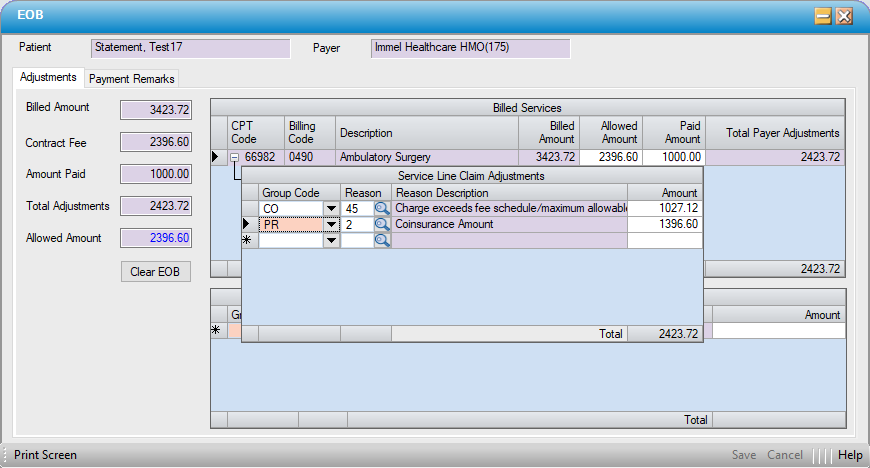 EOB
Patient Statement, Test17 Payer Immel Healthcare HMO(175)
Adjustments Payment Remarks
Billed Amount 3423.72
Contract Fee 2396.60
Amount Paid 1000.00
Total Adjustments 2423.72
Allowed Amount 2396.60
Clear EOB
Billed Services
CPT Code Billing Code Description Billed Amount Allowed Amount Paid Amount Total Payer Adjustments
66982 0490 Ambulatory Surgery 3423.72 2396.60 1000.00 2423.72
Service Line Claim Adjustments
Group Code Reason Reason Description Amount
CO 45 Charge exceeds fee schedule/maximum allowable 1027.12
PR 2 Coinsurance Amount 1396.60
Total 2423.72
2423.72
Amount
Total
Print Screen Save Cancel Help